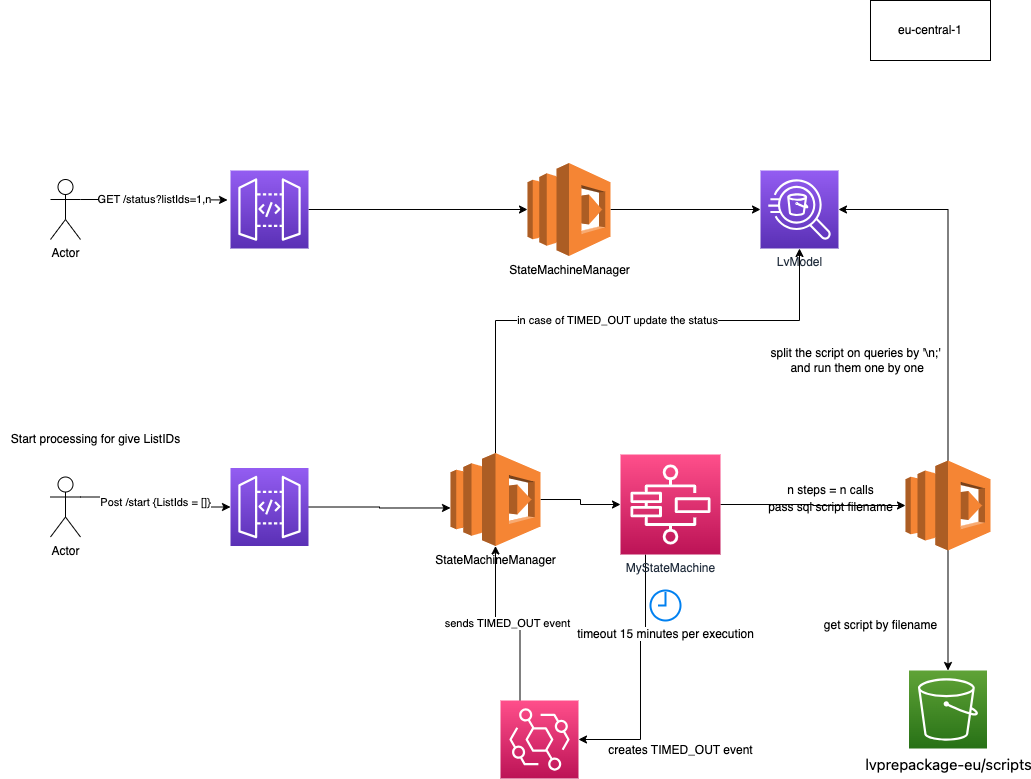 eu-central-1
GET /status?listIds=1,n
Actor
StateMachineManager
LvModel
in case of TIMED_OUT update the status
split the script on queries by '\n;'
and run them one by one
Start processing for give ListIDs
Post /start {ListIds = []}
Actor
StateMachineManager
n steps = n calls
pass sql script filename
MyStateMachine
sends TIMED_OUT event
timeout 15 minutes per execution
get script by filename
creates TIMED_OUT event
lvprepackage-eu/scripts